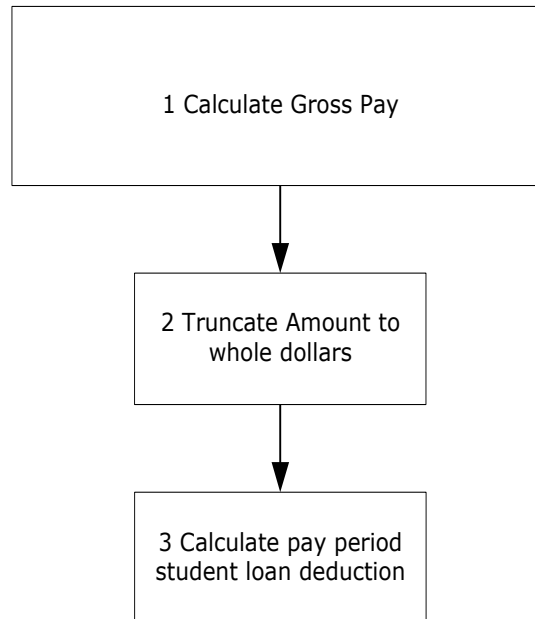 1 Calculate Gross Pay
2 Truncate Amount to
whole dollars
3 Calculate pay period
student loan deduction